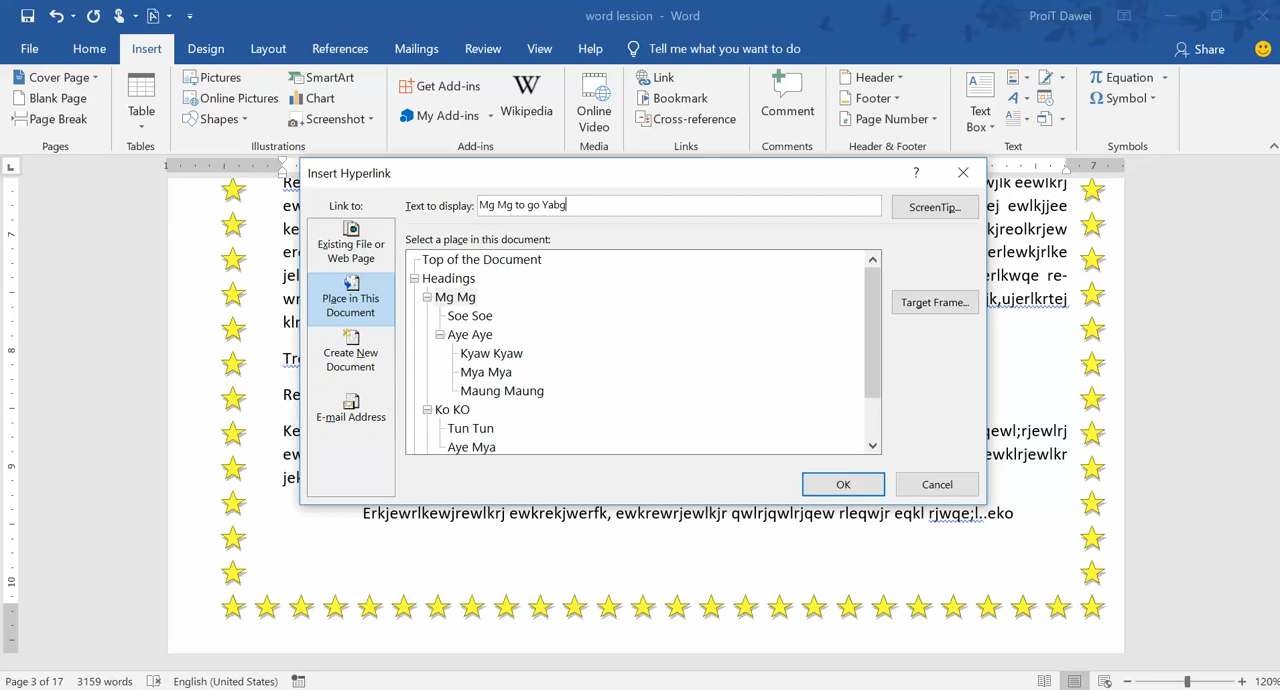 word lession - Word
ProiT Dawei
File Home Insert Design Layout References Mailings Review View Help Tell me what you want to do Share
Cover Page
Blank Page
Page Break
Pages
Table
Tables
Pictures
Online Pictures
Shapes
SmartArt
Chart
Screenshot
Illustrations
Get Add-ins
My Add-ins
W
Wikipedia
Add-ins
Online
Video
Media
Link
Bookmark
Cross-reference
Links
Comment
Comments
Header
Footer
Page Number
Header & Footer
Text
Box
Text
Equation
Symbol
Symbols
1
7
Insert Hyperlink
?
Link to:
Text to display: Mg Mg to go Yabg
ScreenTip...
Existing File or
Web Page
Place in This
Document
Create New
Document
E-mail Address
Select a place in this document:
Top of the Document
Headings
Mg Mg
Soe Soe
Aye Aye
Kyaw Kyaw
Mya Mya
Maung Maung
Ko KO
Tun Tun
Aye Mya
Target Frame...
OK
Cancel
Erkjewrlkewjrewlkrj ewkrekjwerfk, ewkrewrjewlkjr qwlrjqwlrjqew rleqwjr eqkl rjwqe;l..eko
7
8
9
10
Page 3 of 17 3159 words English (United States)
120%